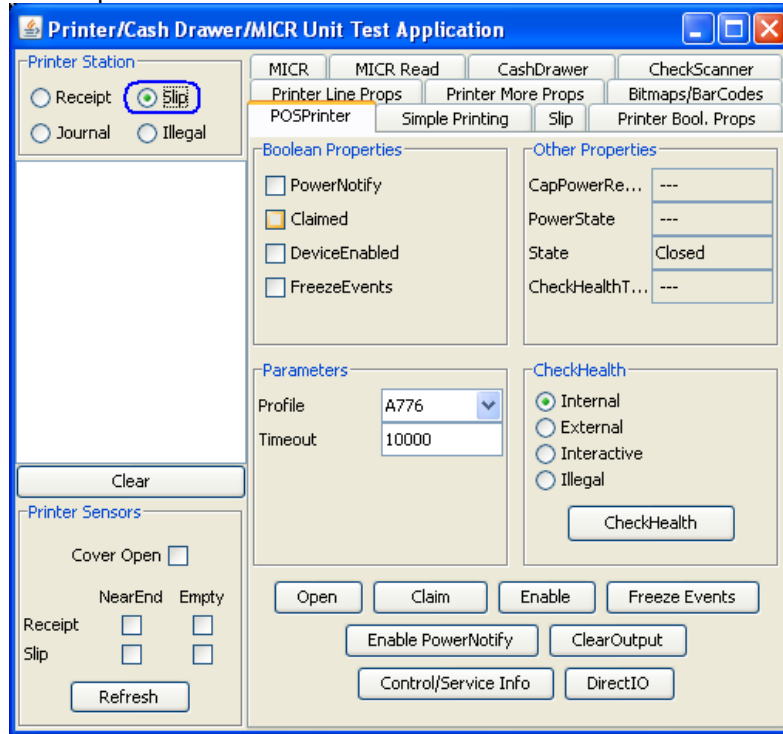 Printer/Cash Drawer/MICR Unit Test Application
Printer Station
Receipt Slip
Journal Illegal
Clear
Printer Sensors
Cover Open
NearEnd Empty
Receipt
Slip
Refresh
MICR MICR Read CashDrawer CheckScanner
Printer Line Props Printer More Props Bitmaps/BarCodes
POSPrinter Simple Printing Slip Printer Bool. Props
Boolean Properties
PowerNotify
Claimed
DeviceEnabled
FreezeEvents
Other Properties
CapPowerRe... ---
PowerState ---
State Closed
CheckHealthT... ---
Parameters
Profile A776
Timeout 10000
CheckHealth
Internal
External
Interactive
Illegal
CheckHealth
Open Claim Enable Freeze Events
Enable PowerNotify ClearOutput
Control/Service Info DirectIO